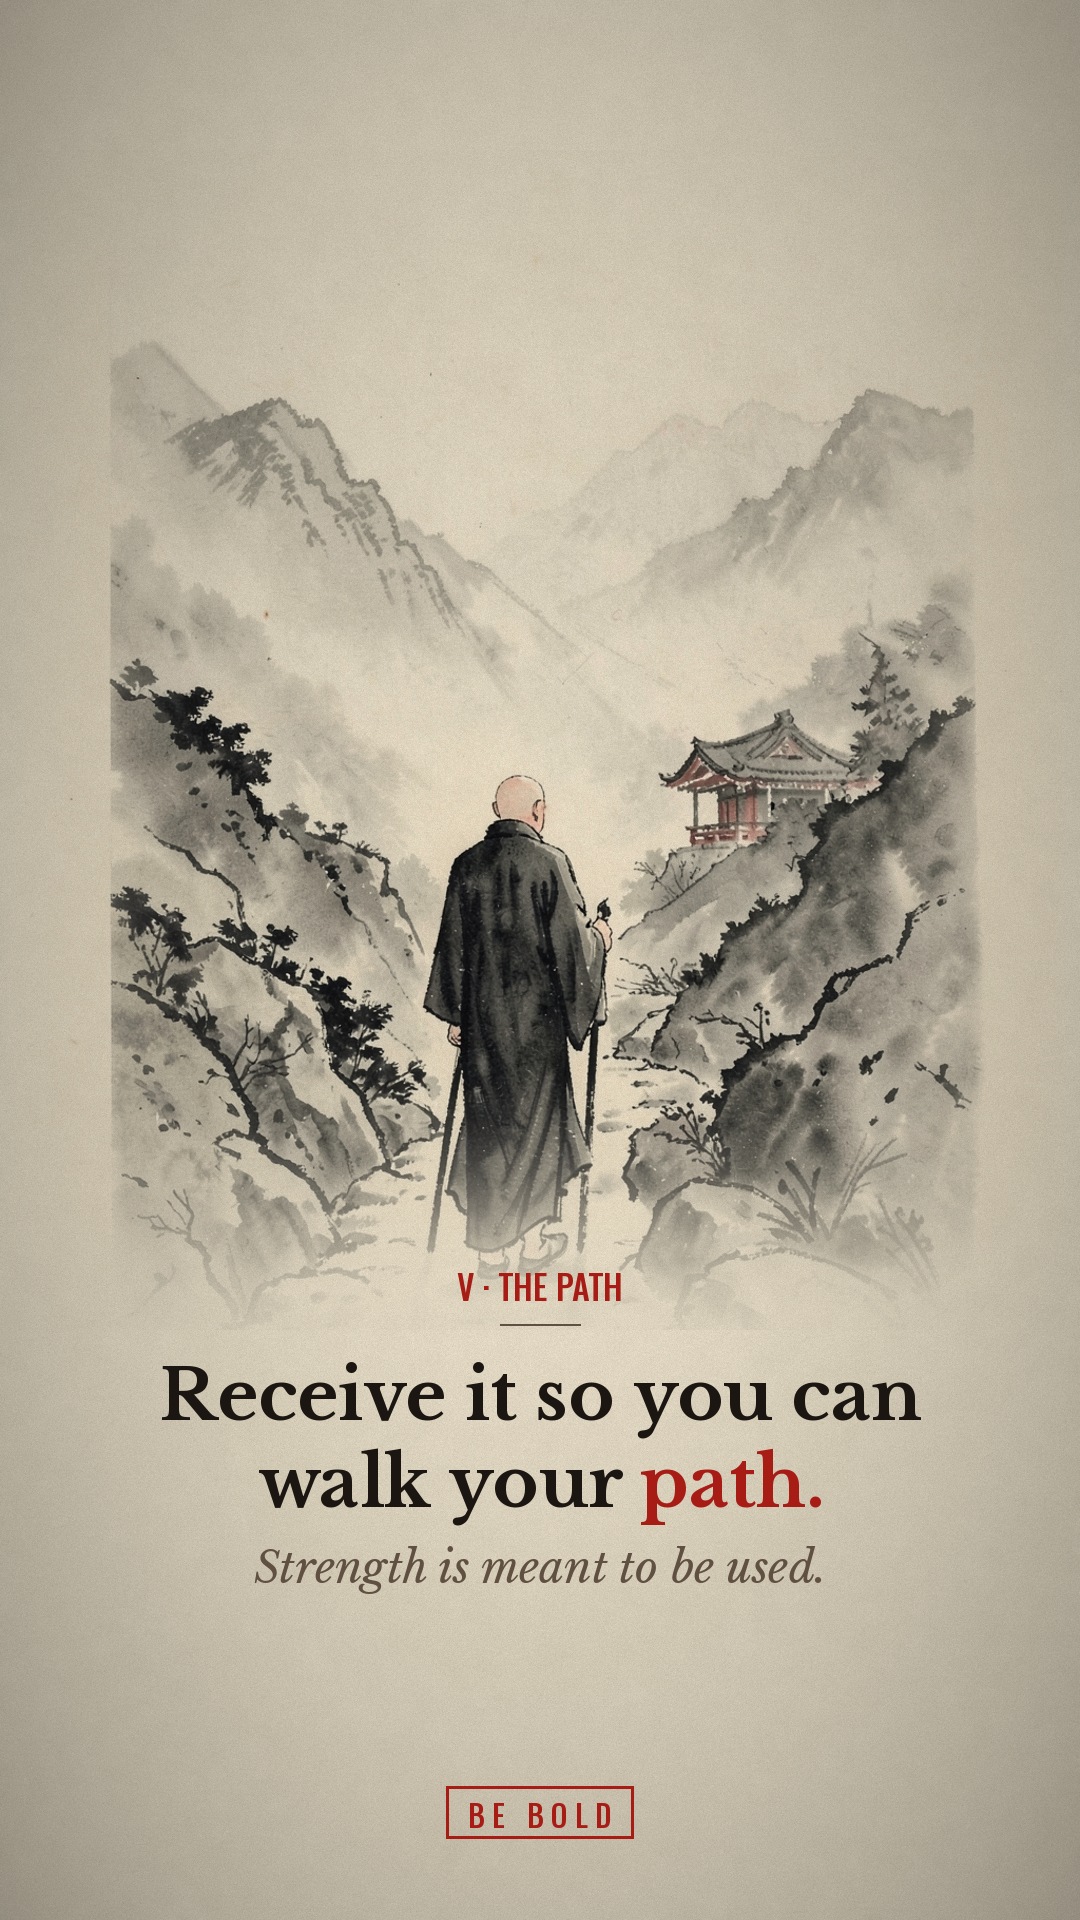 V · THE PATH
Receive it so you can
walk your path.
Strength is meant to be used.
BE BOLD